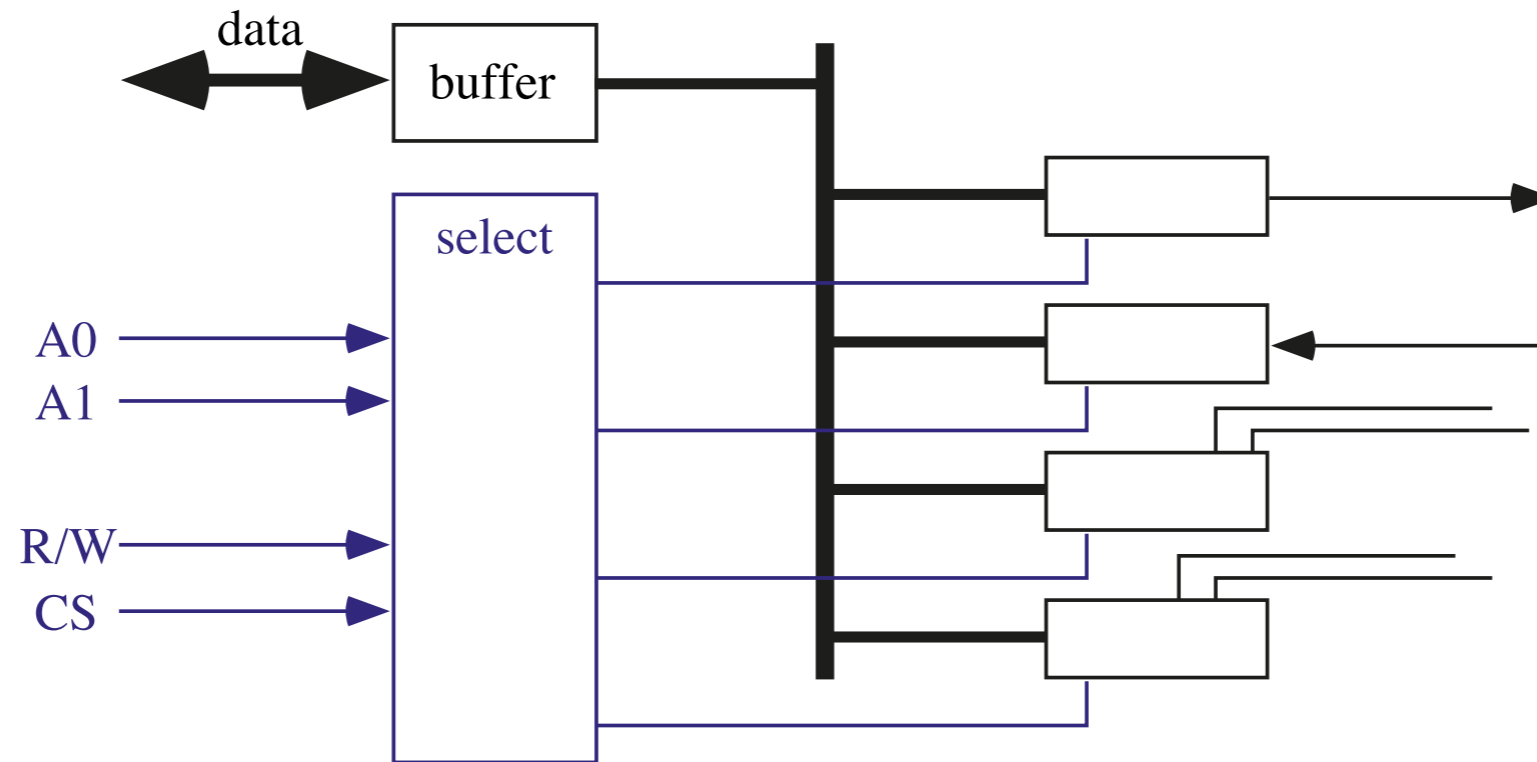 data
buffer
select
A0
A1
R/W
CS